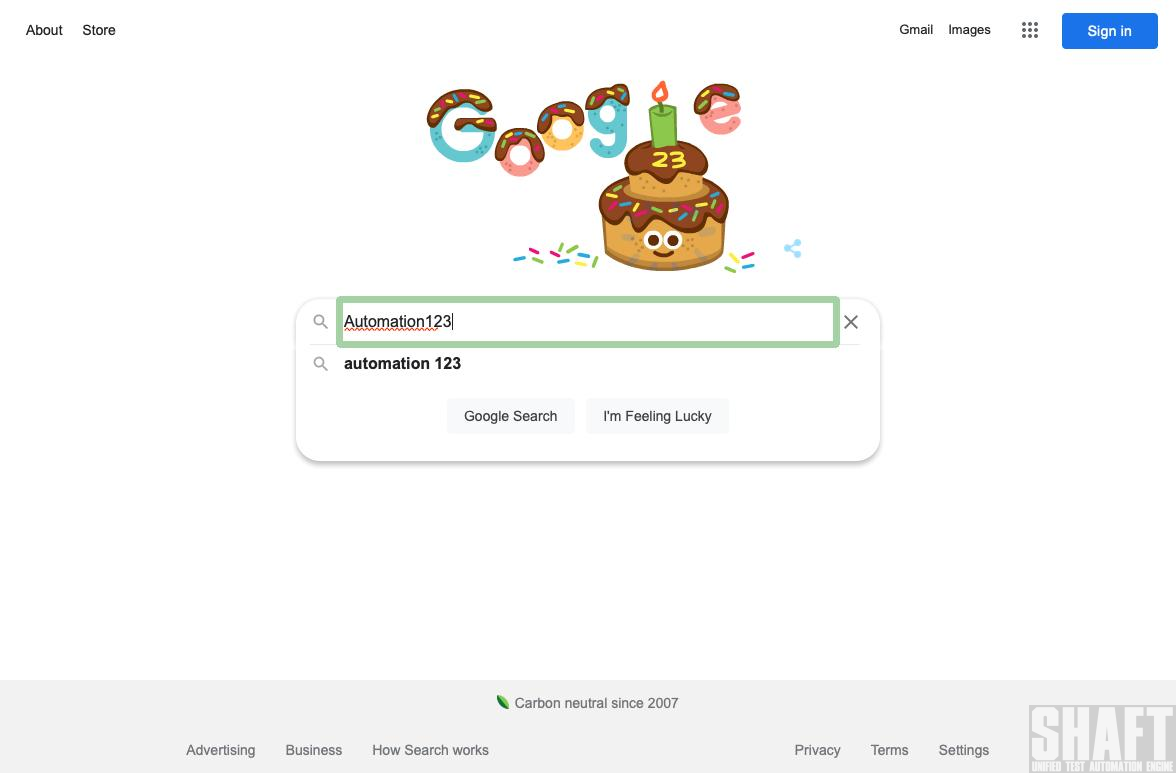 About Store
Gmail Images
Sign in
Google
23
Automation123
automation 123
Google Search
I'm Feeling Lucky
Carbon neutral since 2007
Advertising Business How Search works
Privacy Terms Settings
SHAFT
UNIFIED TEST AUTOMATION ENGINE